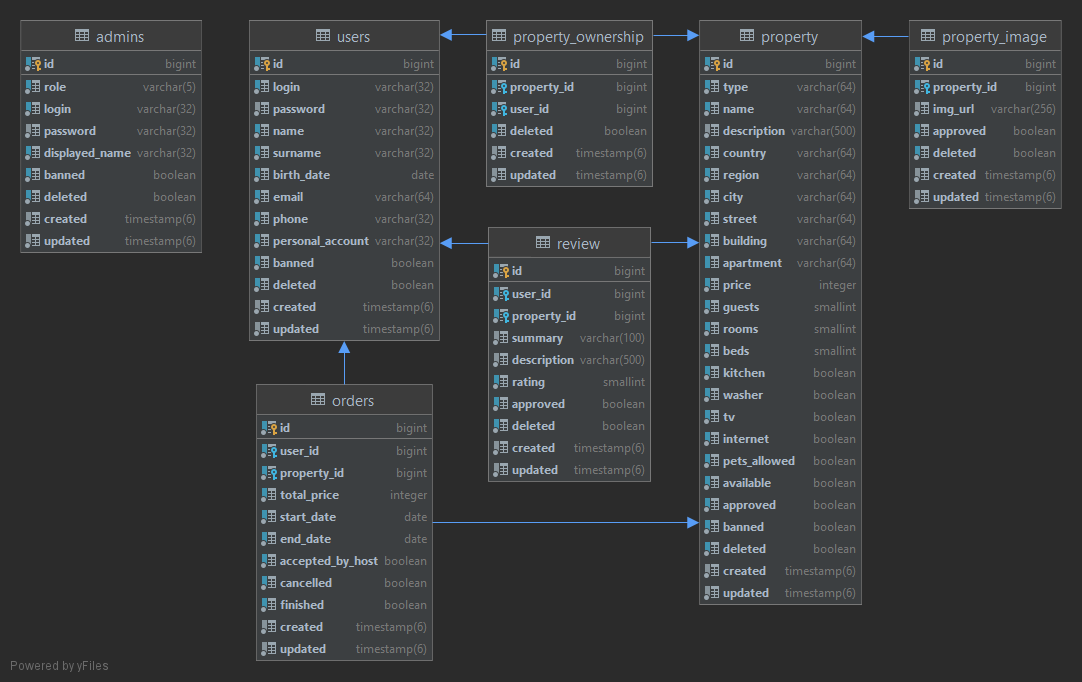 admins
id bigint
role varchar(5)
login varchar(32)
password varchar(32)
displayed_name varchar(32)
banned boolean
deleted boolean
created timestamp(6)
updated timestamp(6)
users
id bigint
login varchar(32)
password varchar(32)
name varchar(32)
surname varchar(32)
birth_date date
email varchar(64)
phone varchar(32)
personal_account varchar(32)
banned boolean
deleted boolean
created timestamp(6)
updated timestamp(6)
property_ownership
id bigint
property_id bigint
user_id bigint
deleted boolean
created timestamp(6)
updated timestamp(6)
property
id bigint
type varchar(64)
name varchar(64)
description varchar(500)
country varchar(64)
region varchar(64)
city varchar(64)
street varchar(64)
building varchar(64)
apartment varchar(64)
price integer
guests smallint
rooms smallint
beds smallint
kitchen boolean
washer boolean
tv boolean
internet boolean
pets_allowed boolean
available boolean
approved boolean
banned boolean
deleted boolean
created timestamp(6)
updated timestamp(6)
property_image
id bigint
property_id bigint
img_url varchar(256)
approved boolean
deleted boolean
created timestamp(6)
updated timestamp(6)
review
id bigint
user_id bigint
property_id bigint
summary varchar(100)
description varchar(500)
rating smallint
approved boolean
deleted boolean
created timestamp(6)
updated timestamp(6)
orders
id bigint
user_id bigint
property_id bigint
total_price integer
start_date date
end_date date
accepted_by_host boolean
cancelled boolean
finished boolean
created timestamp(6)
updated timestamp(6)
Powered by yFiles